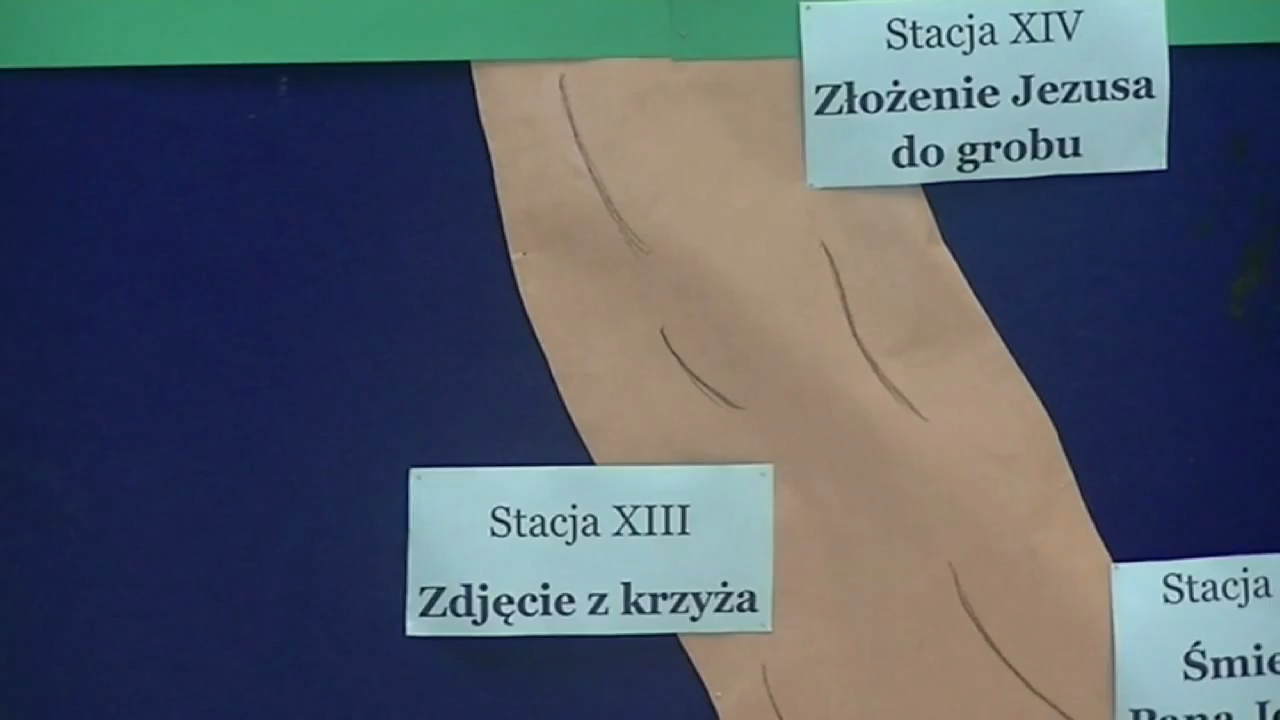 Stacja XIV
Złożenie Jezusa
do grobu
Stacja XIII
Zdjęcie z krzyża
Stacja